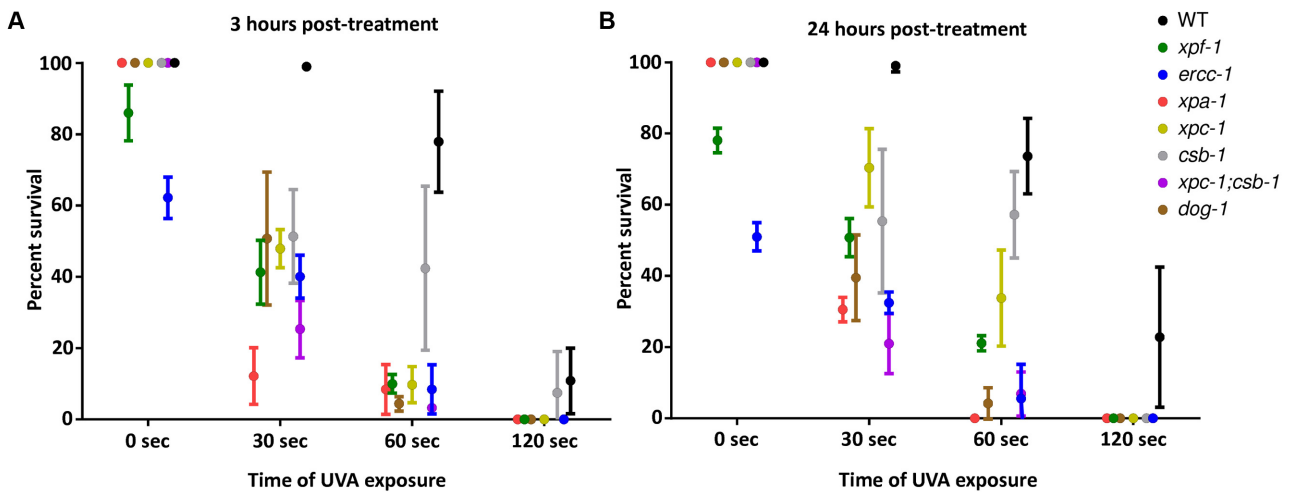 A
3 hours post-treatment
Percent survival
100
80
60
40
20
0
0 sec
30 sec
60 sec
120 sec
Time of UVA exposure
B
24 hours post-treatment
Percent survival
100
80
60
40
20
0
0 sec
30 sec
60 sec
120 sec
Time of UVA exposure
WT
xpf-1
ercc-1
xpa-1
xpc-1
csb-1
xpc-1;csb-1
dog-1